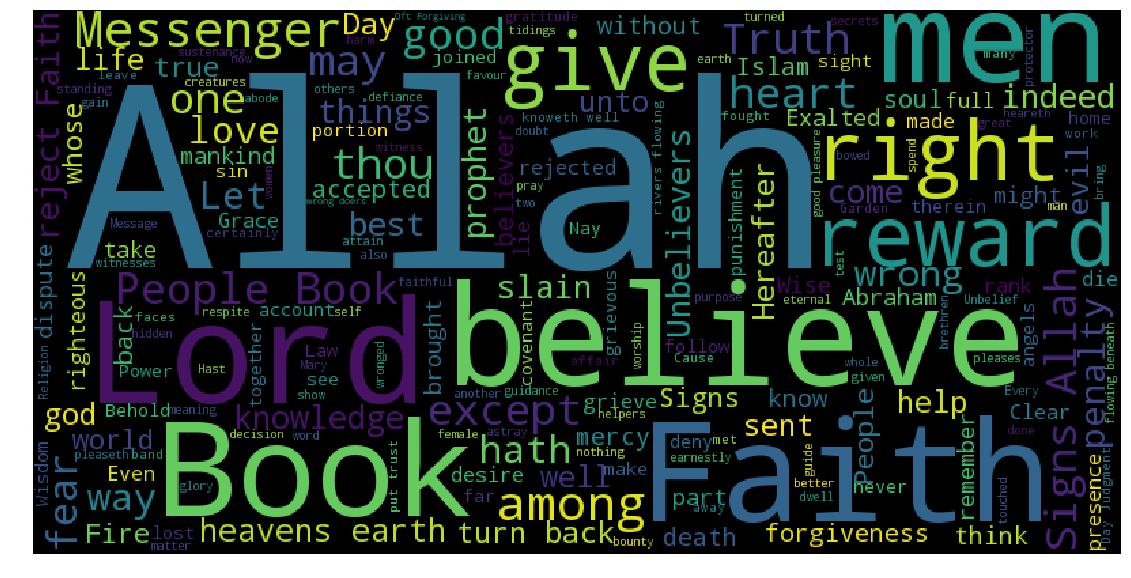 Allah
men
Messenger
Day
good
give
Truth
without
Oft Forgiving
gratitude
turned
secrets
tidings
joined
earth
Islam
sight
many
protector
life
true
may
heart
sustenance
now
harm
leave
creatures
favour
standing
gain
abode
others
defiance
one
things
unto
soul
full
indeed
reject Faith
whose
love
portion
knoweth well
fought
Exalted
made
great
heareth
home
work
mankind
thou
prophet
doubt
right
spend
bowed
sin
witness
women
believers
rejected
rivers flowing
Let
accepted
pray
two
good pleasure
come
might
evil
bring
man
Grace
wrong doers
Message
certainly
best
attain
Nay
Unbelievers
punishment
Hereafter
Garden
therein
take
witnesses
also
lie
test
reward
dispute
righteous
People Book
faithful
slain
grievous
wrong
die
faces
respite
account
self
purpose
eternal
Wise
Abraham
rank
Unbelief
penalty
back
hidden
Lord
brought
covenant
believe
worship
Cause
pleases
brethren
angels
Signs Allah
Religion
Power
Hast
Law
Mary
see
show
wronged
together
affair
follow
whole
given
another
guidance
god
Behold
meaning
knowledge
except
grieve
Signs
know
Every
flowing beneath
helpers
help
Clear
done
world
decision
word
female
astray
hath
mercy
deny
met
sent
People
remember
Wisdom
pleaseth
band
Even
Book
put trust
nothing
earnestly
guide
better
dwell
Faith
never
presence
Day Judgment
fear
way
glory
desire
well
make
far
part
away
touched
among
Fire
lost
matter
heavens earth
turn back
bounty
death
forgiveness
think